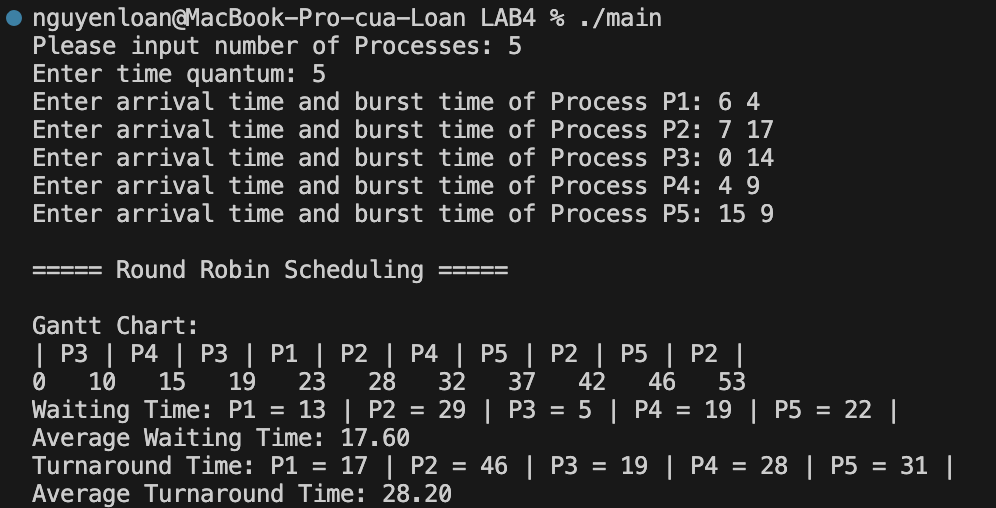 nguyenloan@MacBook-Pro-cua-Loan LAB4 % ./main
Please input number of Processes: 5
Enter time quantum: 5
Enter arrival time and burst time of Process P1: 6 4
Enter arrival time and burst time of Process P2: 7 17
Enter arrival time and burst time of Process P3: 0 14
Enter arrival time and burst time of Process P4: 4 9
Enter arrival time and burst time of Process P5: 15 9
===== Round Robin Scheduling =====
Gantt Chart:
| P3 | P4 | P3 | P1 | P2 | P4 | P5 | P2 | P5 | P2 |
0   10   15   19   23   28   32   37   42   46   53
Waiting Time: P1 = 13 | P2 = 29 | P3 = 5 | P4 = 19 | P5 = 22 |
Average Waiting Time: 17.60
Turnaround Time: P1 = 17 | P2 = 46 | P3 = 19 | P4 = 28 | P5 = 31 |
Average Turnaround Time: 28.20